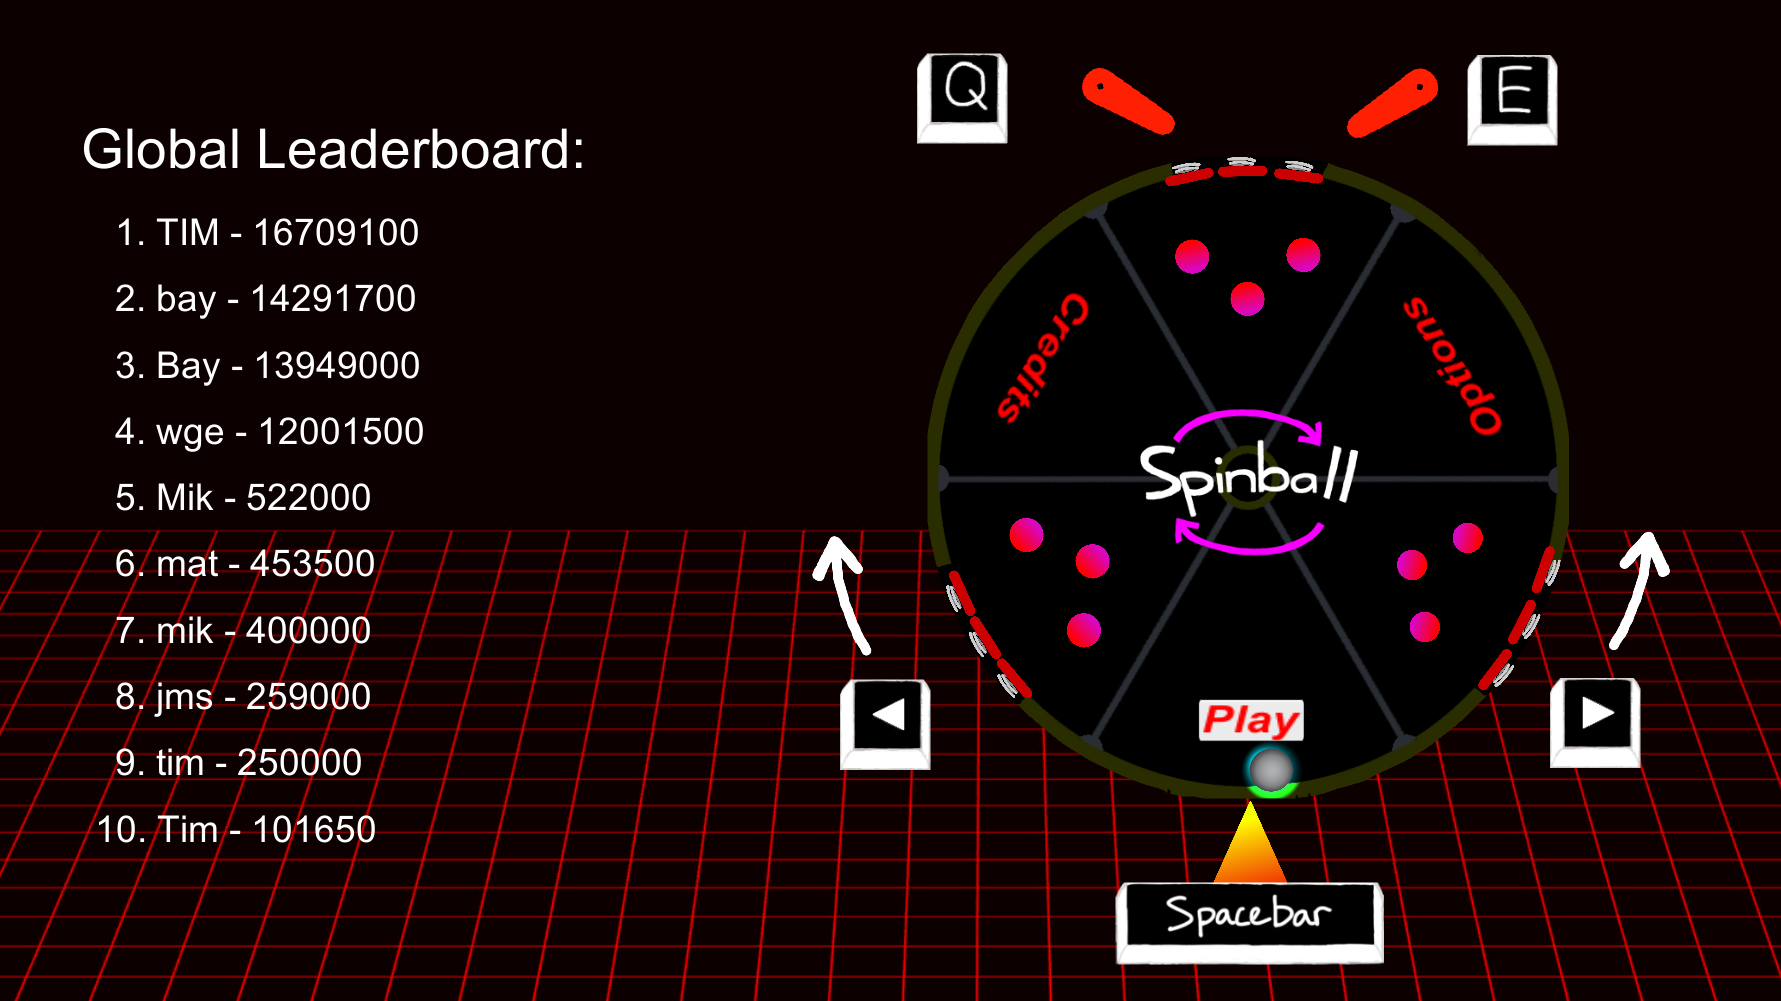 Global Leaderboard:
1. TIM - 16709100
2. bay - 14291700
3. Bay - 13949000
4. wge - 12001500
5. Mik - 522000
6. mat - 453500
7. mik - 400000
8. jms - 259000
9. tim - 250000
10. Tim - 101650
Q
E
Credits
Options
Spinball
Play
Spacebar